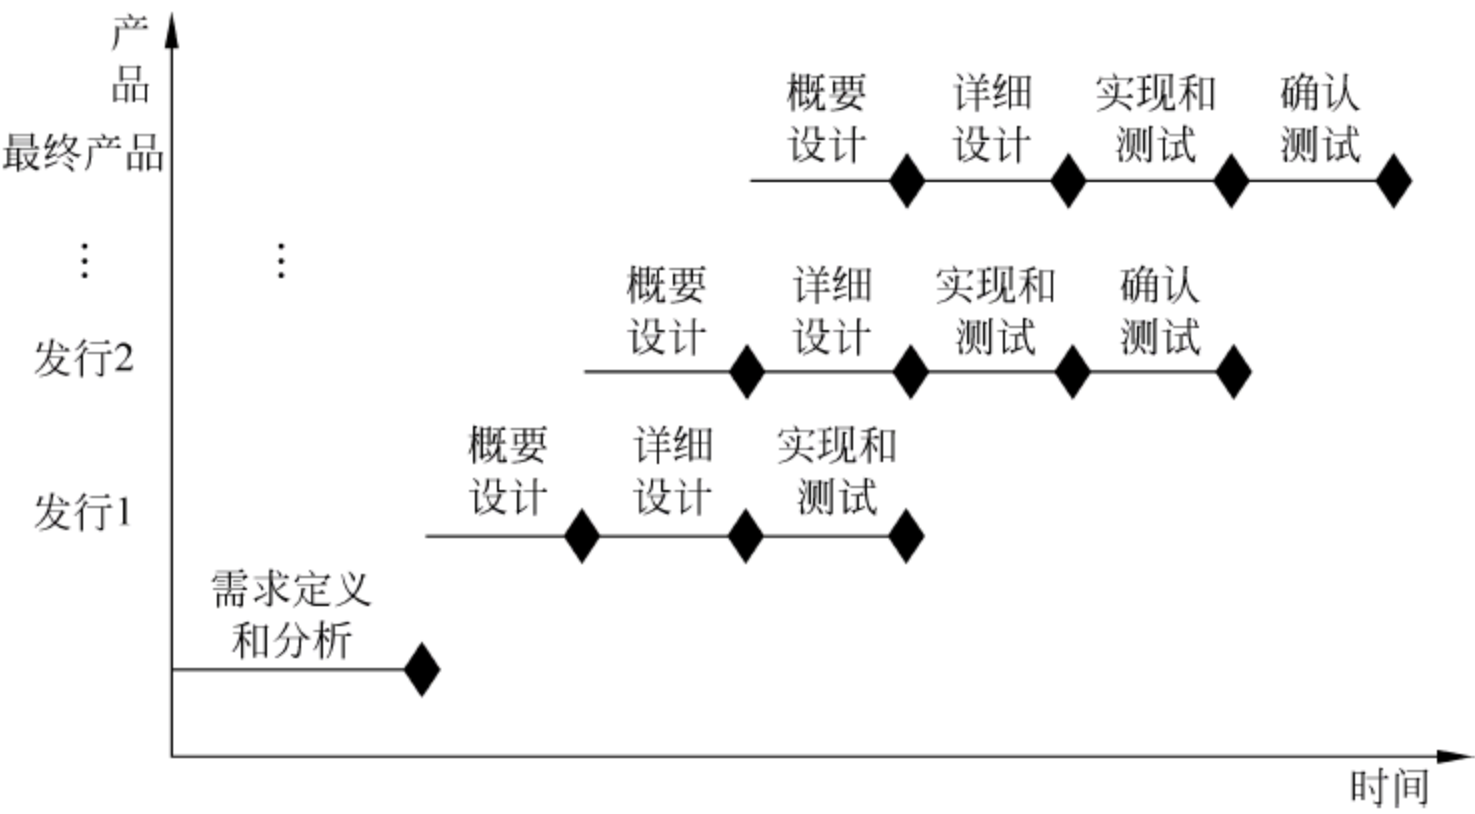 产
品
最终产品
概要
设计
详细
设计
实现和
测试
确认
测试
⋮
⋮
发行2
概要
设计
详细
设计
实现和
测试
确认
测试
发行1
概要
设计
详细
设计
实现和
测试
需求定义
和分析
时间